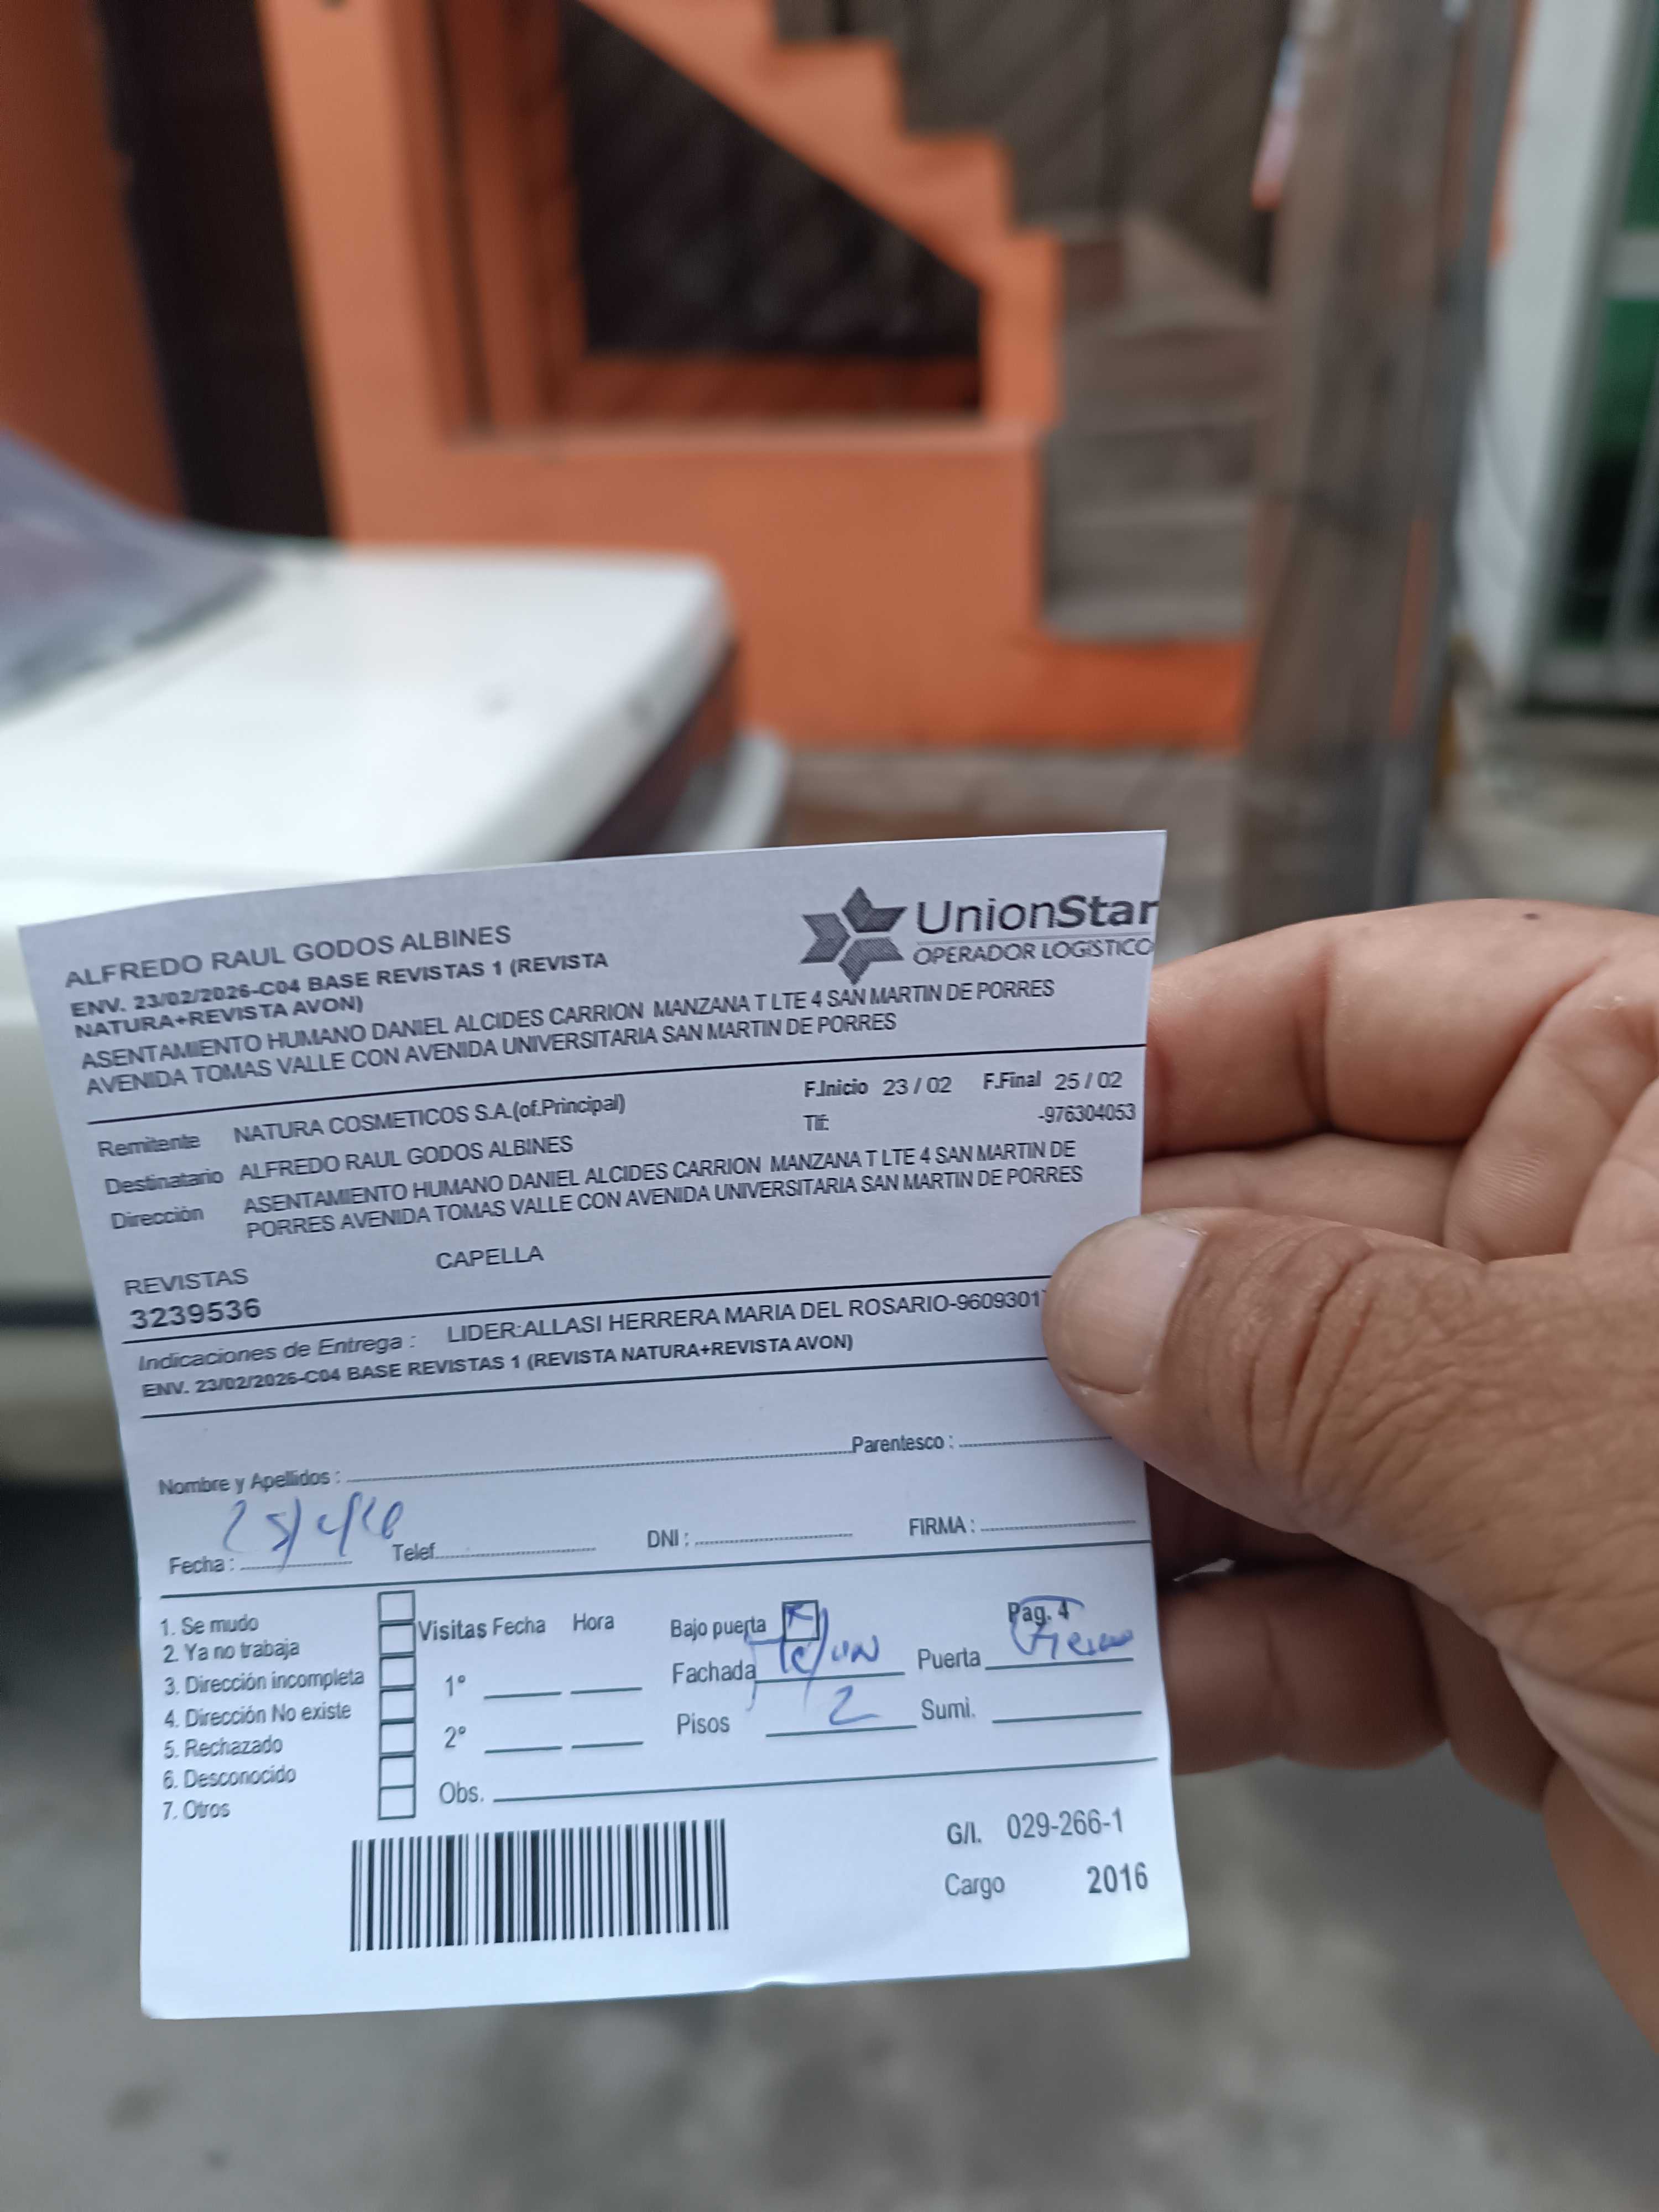 ALFREDO RAUL GODOS ALBINES
UnionStar
OPERADOR LOGÍSTICO
ENV. 23/02/2026-C04 BASE REVISTAS 1 (REVISTA
NATURA+REVISTA AVON)
ASENTAMIENTO HUMANO DANIEL ALCIDES CARRION MANZANA T LTE 4 SAN MARTIN DE PORRES
AVENIDA TOMAS VALLE CON AVENIDA UNIVERSITARIA SAN MARTIN DE PORRES
Remitente NATURA COSMETICOS S.A.(of.Principal) F.Inicio 23 / 02 F.Final 25 / 02
Destinatario ALFREDO RAUL GODOS ALBINES Tlf: -976304053
Dirección ASENTAMIENTO HUMANO DANIEL ALCIDES CARRION MANZANA T LTE 4 SAN MARTIN DE
PORRES AVENIDA TOMAS VALLE CON AVENIDA UNIVERSITARIA SAN MARTIN DE PORRES
REVISTAS CAPELLA
3239536
Indicaciones de Entrega : LIDER:ALLASI HERRERA MARIA DEL ROSARIO-9609301
ENV. 23/02/2026-C04 BASE REVISTAS 1 (REVISTA NATURA+REVISTA AVON)
Nombre y Apellidos : Parentesco :
Fecha : Telef. DNI : FIRMA :
1. Se mudo
2. Ya no trabaja
3. Dirección incompleta
4. Dirección No existe
5. Rechazado
6. Desconocido
7. Otros
Visitas Fecha Hora
1°
2°
Obs.
Bajo puerta Pag. 4
Fachada Puerta
Pisos 2 Sumi.
G/I. 029-266-1
Cargo 2016